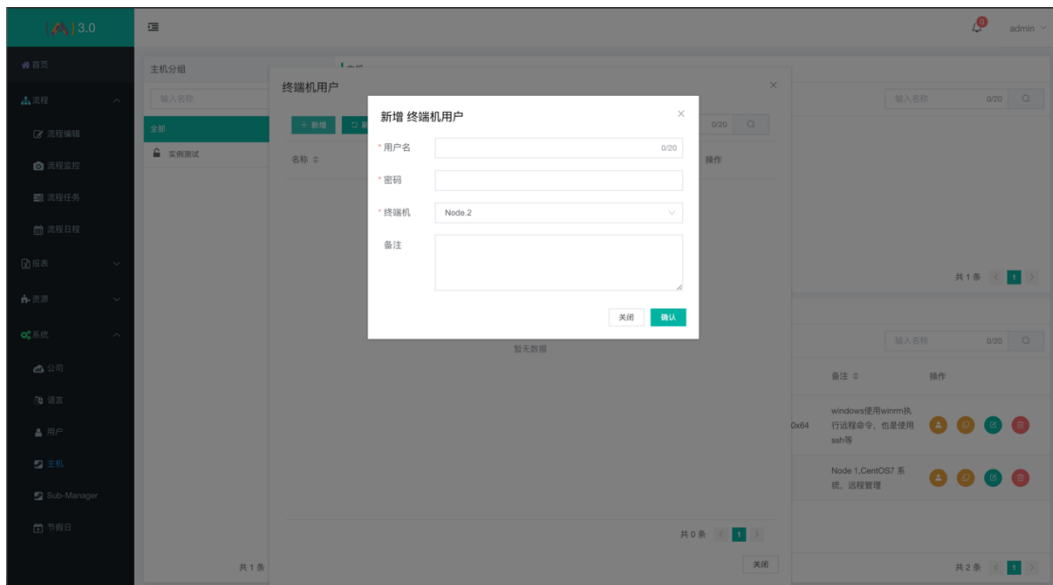 3.0
0
admin
首页
流程
流程编辑
流程监控
流程任务
流程日程
报表
资源
系统
公司
语言
用户
主机
Sub-Manager
节假日
主机分组
输入名称
全部
实例测试
共 1 条
终端机用户
+ 新增
0/20
名称
操作
暂无数据
共 0 条
1
关闭
新增 终端机用户
* 用户名
0/20
* 密码
* 终端机
Node.2
备注
关闭
确认
输入名称
0/20
共 1 条
1
输入名称
0/20
备注
操作
0x64
windows使用winrm执
行远程命令，也是使用
ssh等
Node 1,CentOS7 系
统，远程管理
共 2 条
1